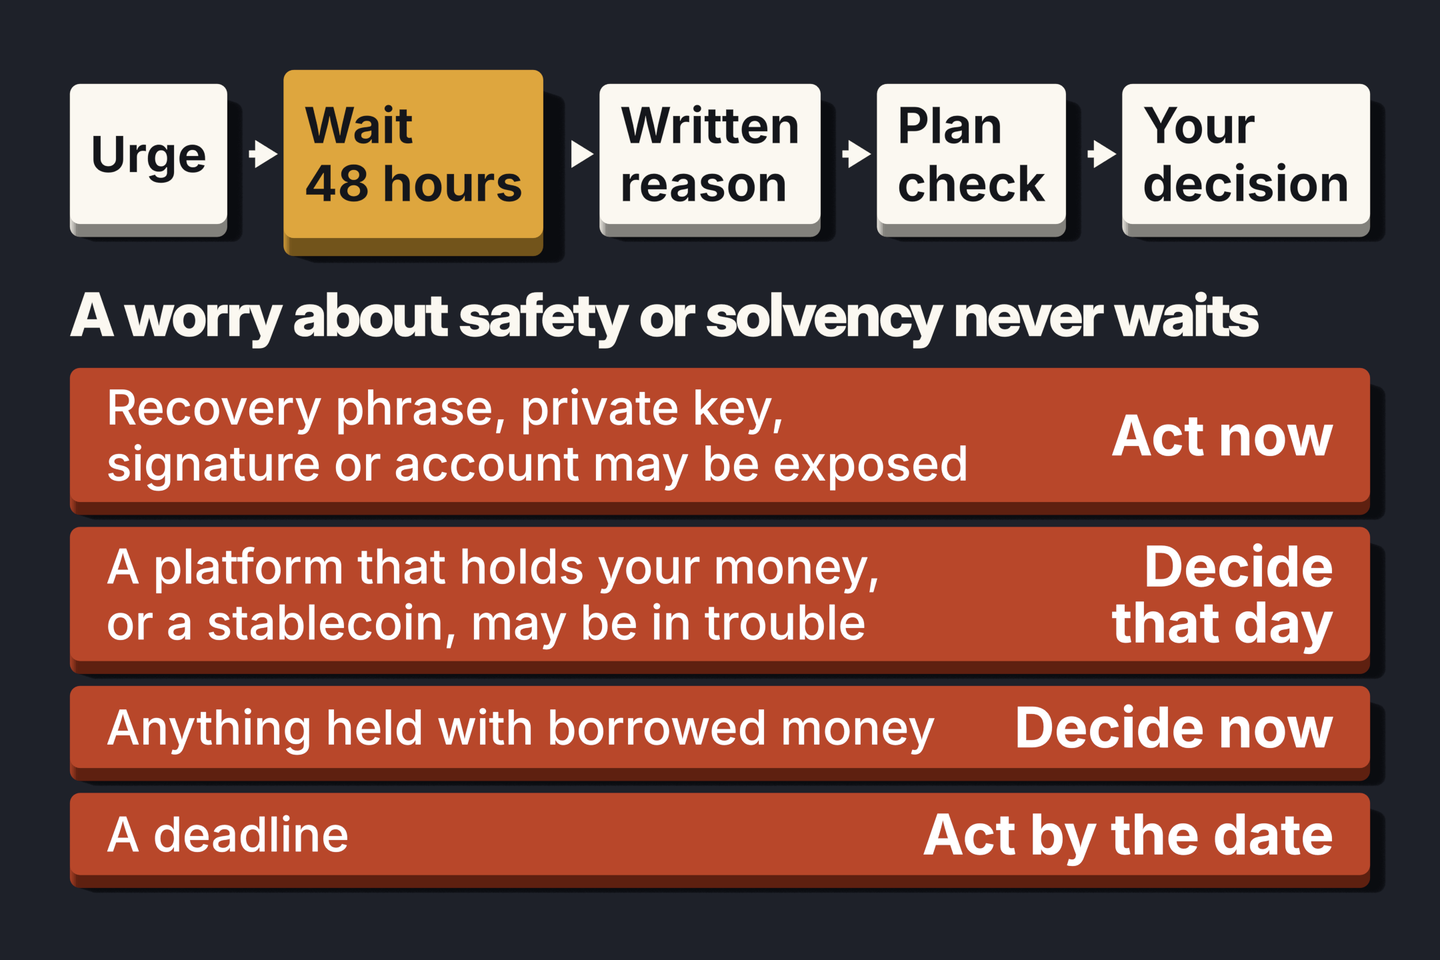 Urge
Wait
48 hours
Written
reason
Plan
check
Your
decision
A worry about safety or solvency never waits
Recovery phrase, private key,
signature or account may be exposed
Act now
A platform that holds your money,
or a stablecoin, may be in trouble
Decide
that day
Anything held with borrowed money
Decide now
A deadline
Act by the date